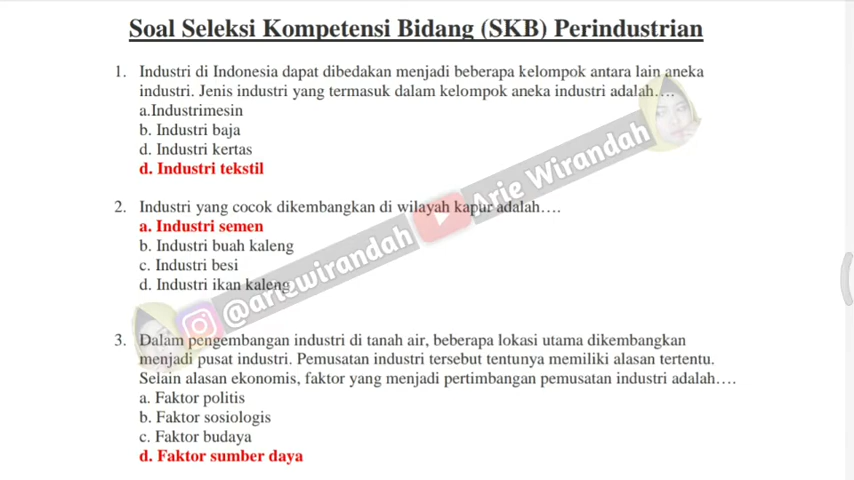 Soal Seleksi Kompetensi Bidang (SKB) Perindustrian
1. Industri di Indonesia dapat dibedakan menjadi beberapa kelompok antara lain aneka
industri. Jenis industri yang termasuk dalam kelompok aneka industri adalah....
a.Industrimesin
b. Industri baja
d. Industri kertas
d. Industri tekstil
2. Industri yang cocok dikembangkan di wilayah kapur adalah….
a. Industri semen
b. Industri buah kaleng
c. Industri besi
d. Industri ikan kaleng
@ariewirandah Arie Wirandah
3. Dalam pengembangan industri di tanah air, beberapa lokasi utama dikembangkan
menjadi pusat industri. Pemusatan industri tersebut tentunya memiliki alasan tertentu.
Selain alasan ekonomis, faktor yang menjadi pertimbangan pemusatan industri adalah….
a. Faktor politis
b. Faktor sosiologis
c. Faktor budaya
d. Faktor sumber daya